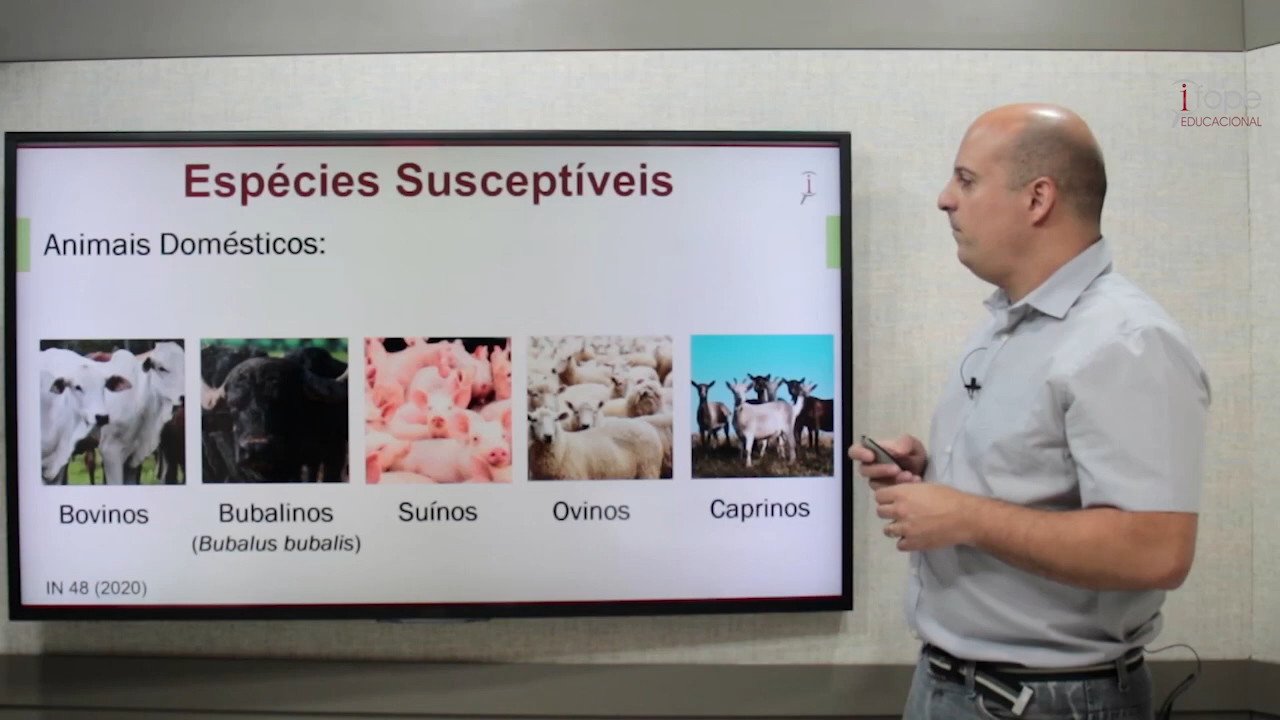 ifope
EDUCACIONAL
Espécies Susceptíveis
Animais Domésticos:
Bovinos
Bubalinos
(Bubalus bubalis)
Suínos
Ovinos
Caprinos
IN 48 (2020)